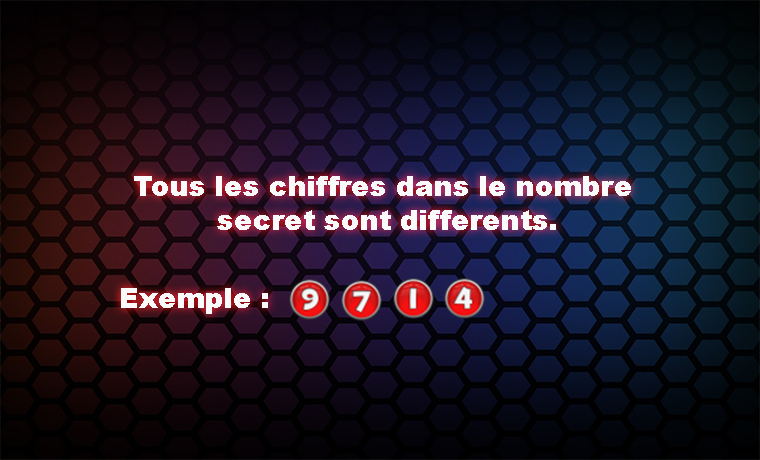 Tous les chiffres dans le nombre
secret sont differents.
Exemple : 9 7 1 4